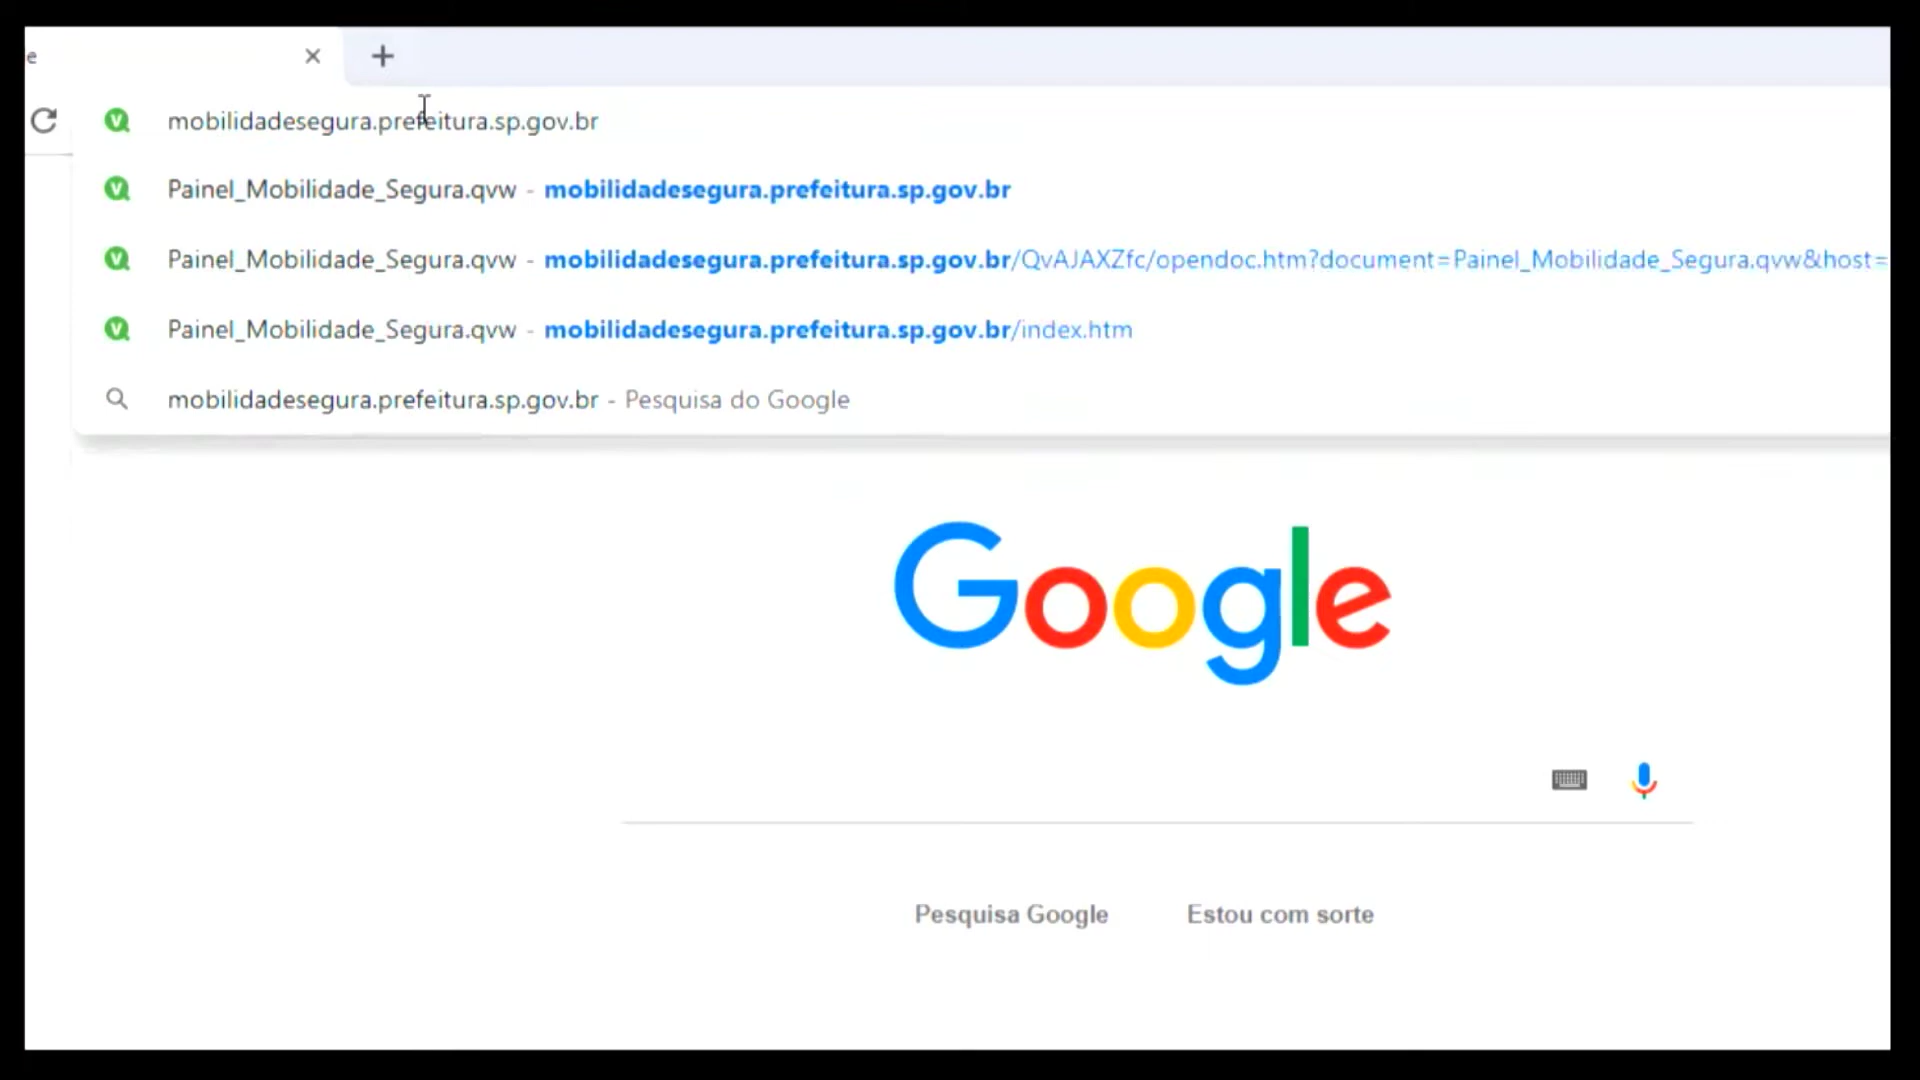 e
mobilidadesegura.prefeitura.sp.gov.br
Painel_Mobilidade_Segura.qvw - mobilidadesegura.prefeitura.sp.gov.br
Painel_Mobilidade_Segura.qvw - mobilidadesegura.prefeitura.sp.gov.br/QvAJAXZfc/opendoc.htm?document=Painel_Mobilidade_Segura.qvw&host=
Painel_Mobilidade_Segura.qvw - mobilidadesegura.prefeitura.sp.gov.br/index.htm
mobilidadesegura.prefeitura.sp.gov.br - Pesquisa do Google
Google
Pesquisa Google Estou com sorte